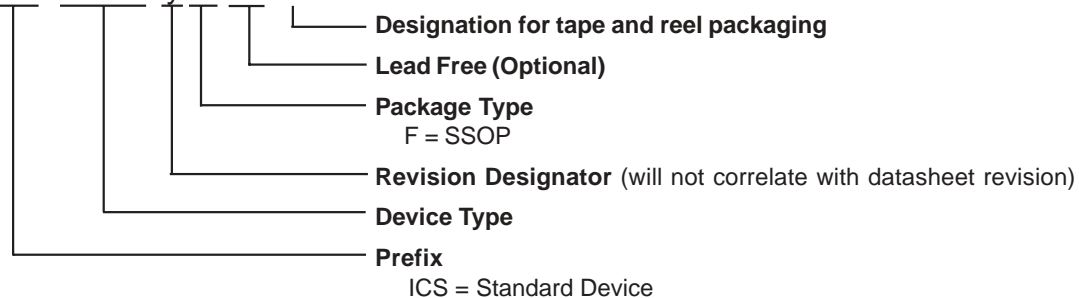 Designation for tape and reel packaging
Lead Free (Optional)
Package Type
F = SSOP
Revision Designator (will not correlate with datasheet revision)
Device Type
Prefix
ICS = Standard Device